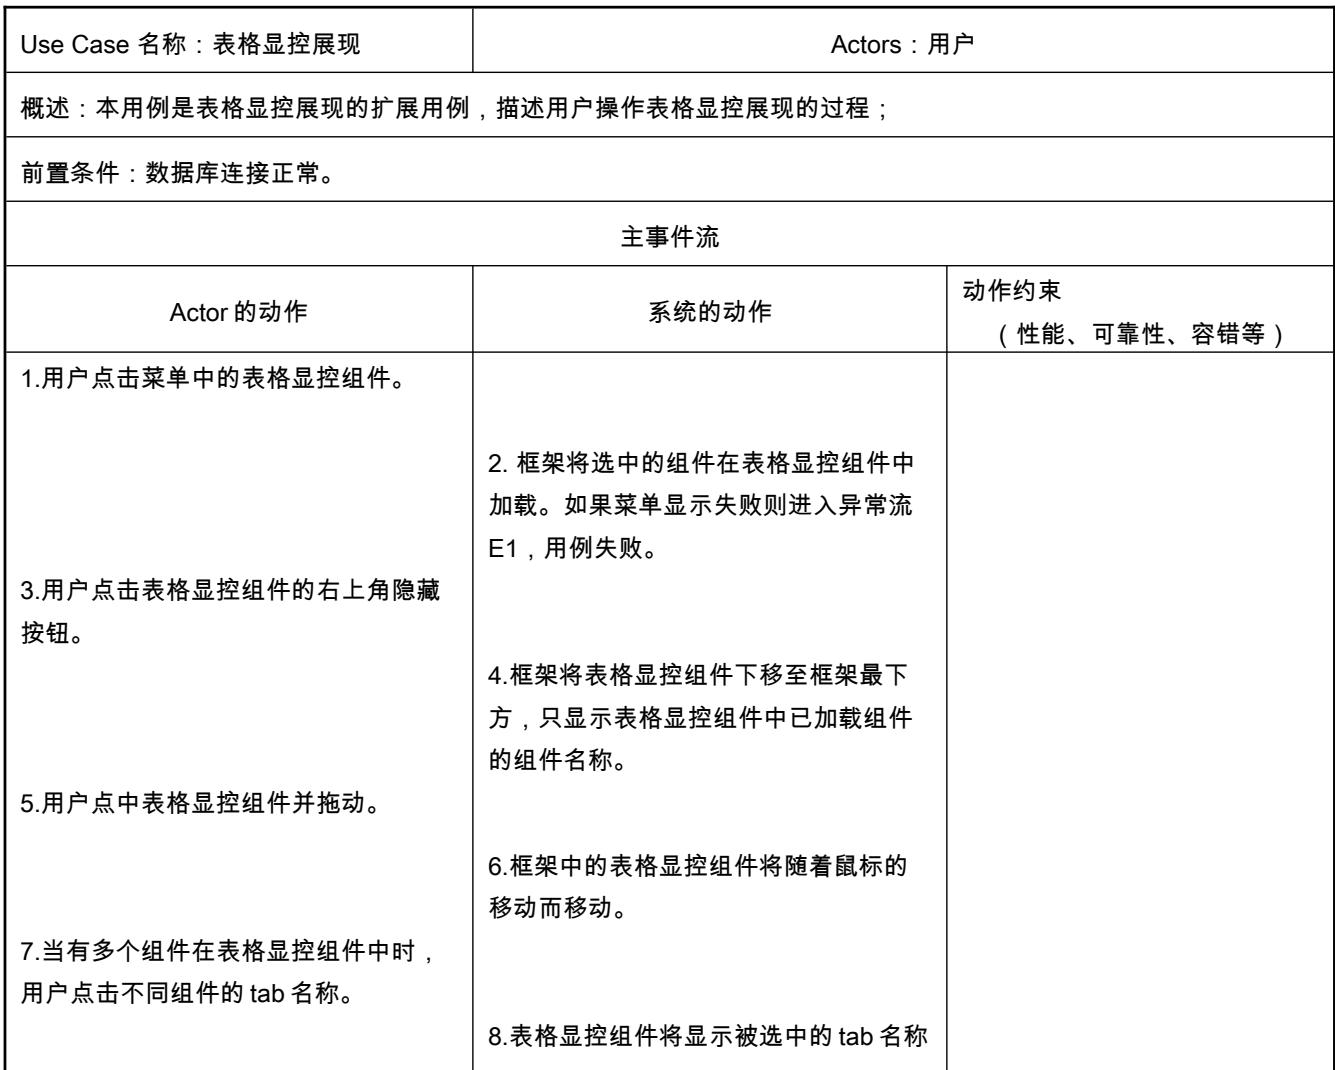 Use Case 名称：表格显控展现
Actors：用户
概述：本用例是表格显控展现的扩展用例，描述用户操作表格显控展现的过程；
前置条件：数据库连接正常。
主事件流
Actor 的动作
系统的动作
动作约束
（性能、可靠性、容错等）
1.用户点击菜单中的表格显控组件。
2. 框架将选中的组件在表格显控组件中
加载。如果菜单显示失败则进入异常流
E1，用例失败。
3.用户点击表格显控组件的右上角隐藏
按钮。
4.框架将表格显控组件下移至框架最下
方，只显示表格显控组件中已加载组件
的组件名称。
5.用户点中表格显控组件并拖动。
6.框架中的表格显控组件将随着鼠标的
移动而移动。
7.当有多个组件在表格显控组件中时，
用户点击不同组件的 tab 名称。
8.表格显控组件将显示被选中的 tab 名称